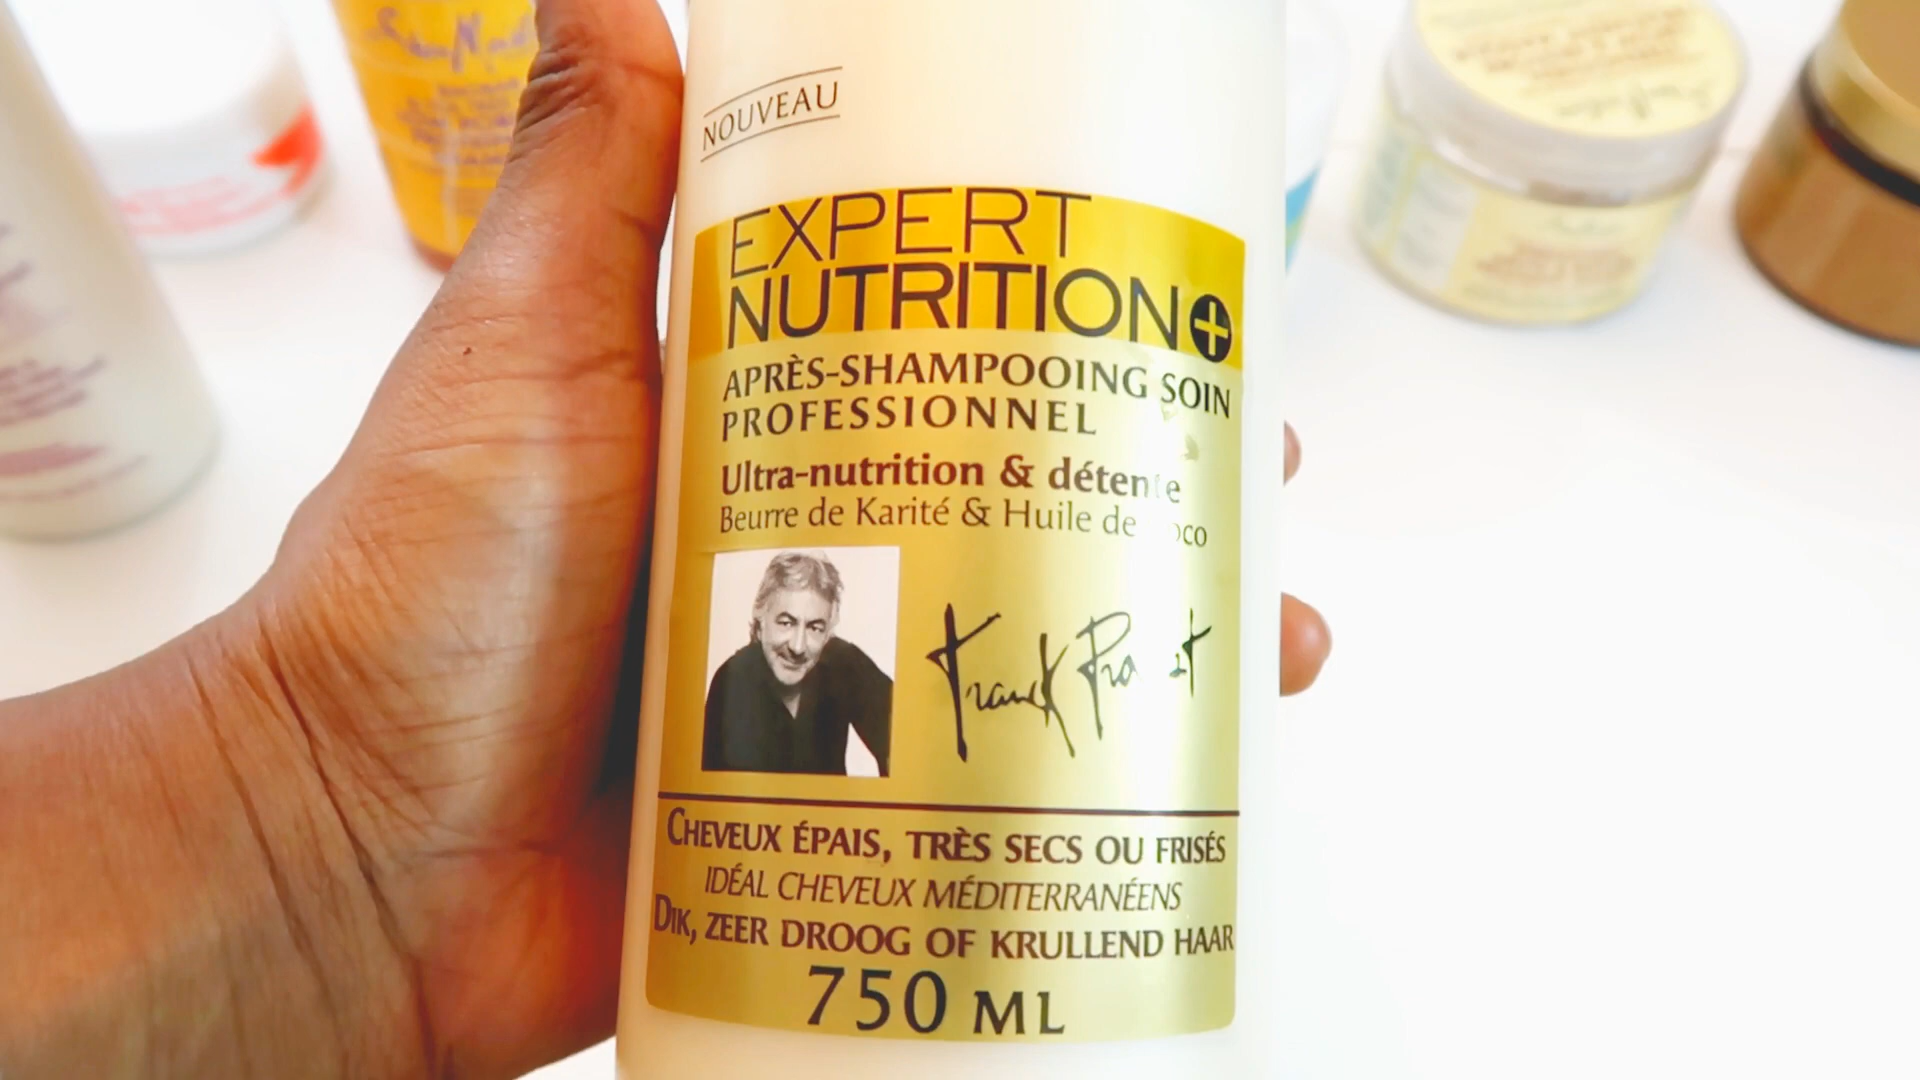 NOUVEAU
EXPERT
NUTRITION+
APRÈS-SHAMPOOING SOIN
PROFESSIONNEL
Ultra-nutrition & détente
Beurre de Karité & Huile de
Franck
CHEVEUX ÉPAIS, TRÈS SECS OU FRISÉS
IDÉAL CHEVEUX MÉDITERRANÉENS
DIK, ZEER DROOG OF KRULLEND HAAR
750 ML